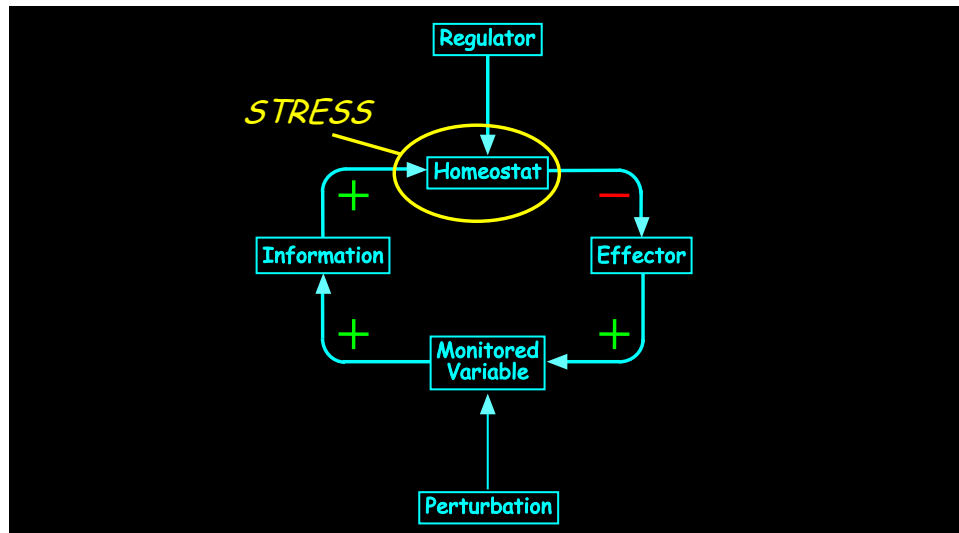 Regulator
STRESS
Homeostat
+
−
Information
Effector
+
+
Monitored
Variable
Perturbation